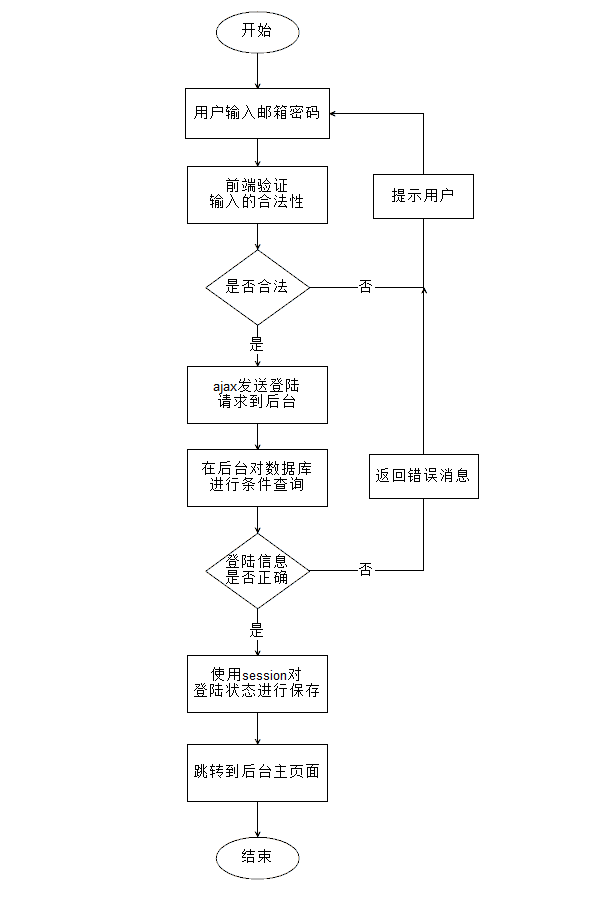 开始
用户输入邮箱密码
前端验证
输入的合法性
提示用户
是否合法
否
是
ajax发送登陆
请求到后台
在后台对数据库
进行条件查询
返回错误消息
登陆信息
是否正确
否
是
使用session对
登陆状态进行保存
跳转到后台主页面
结束